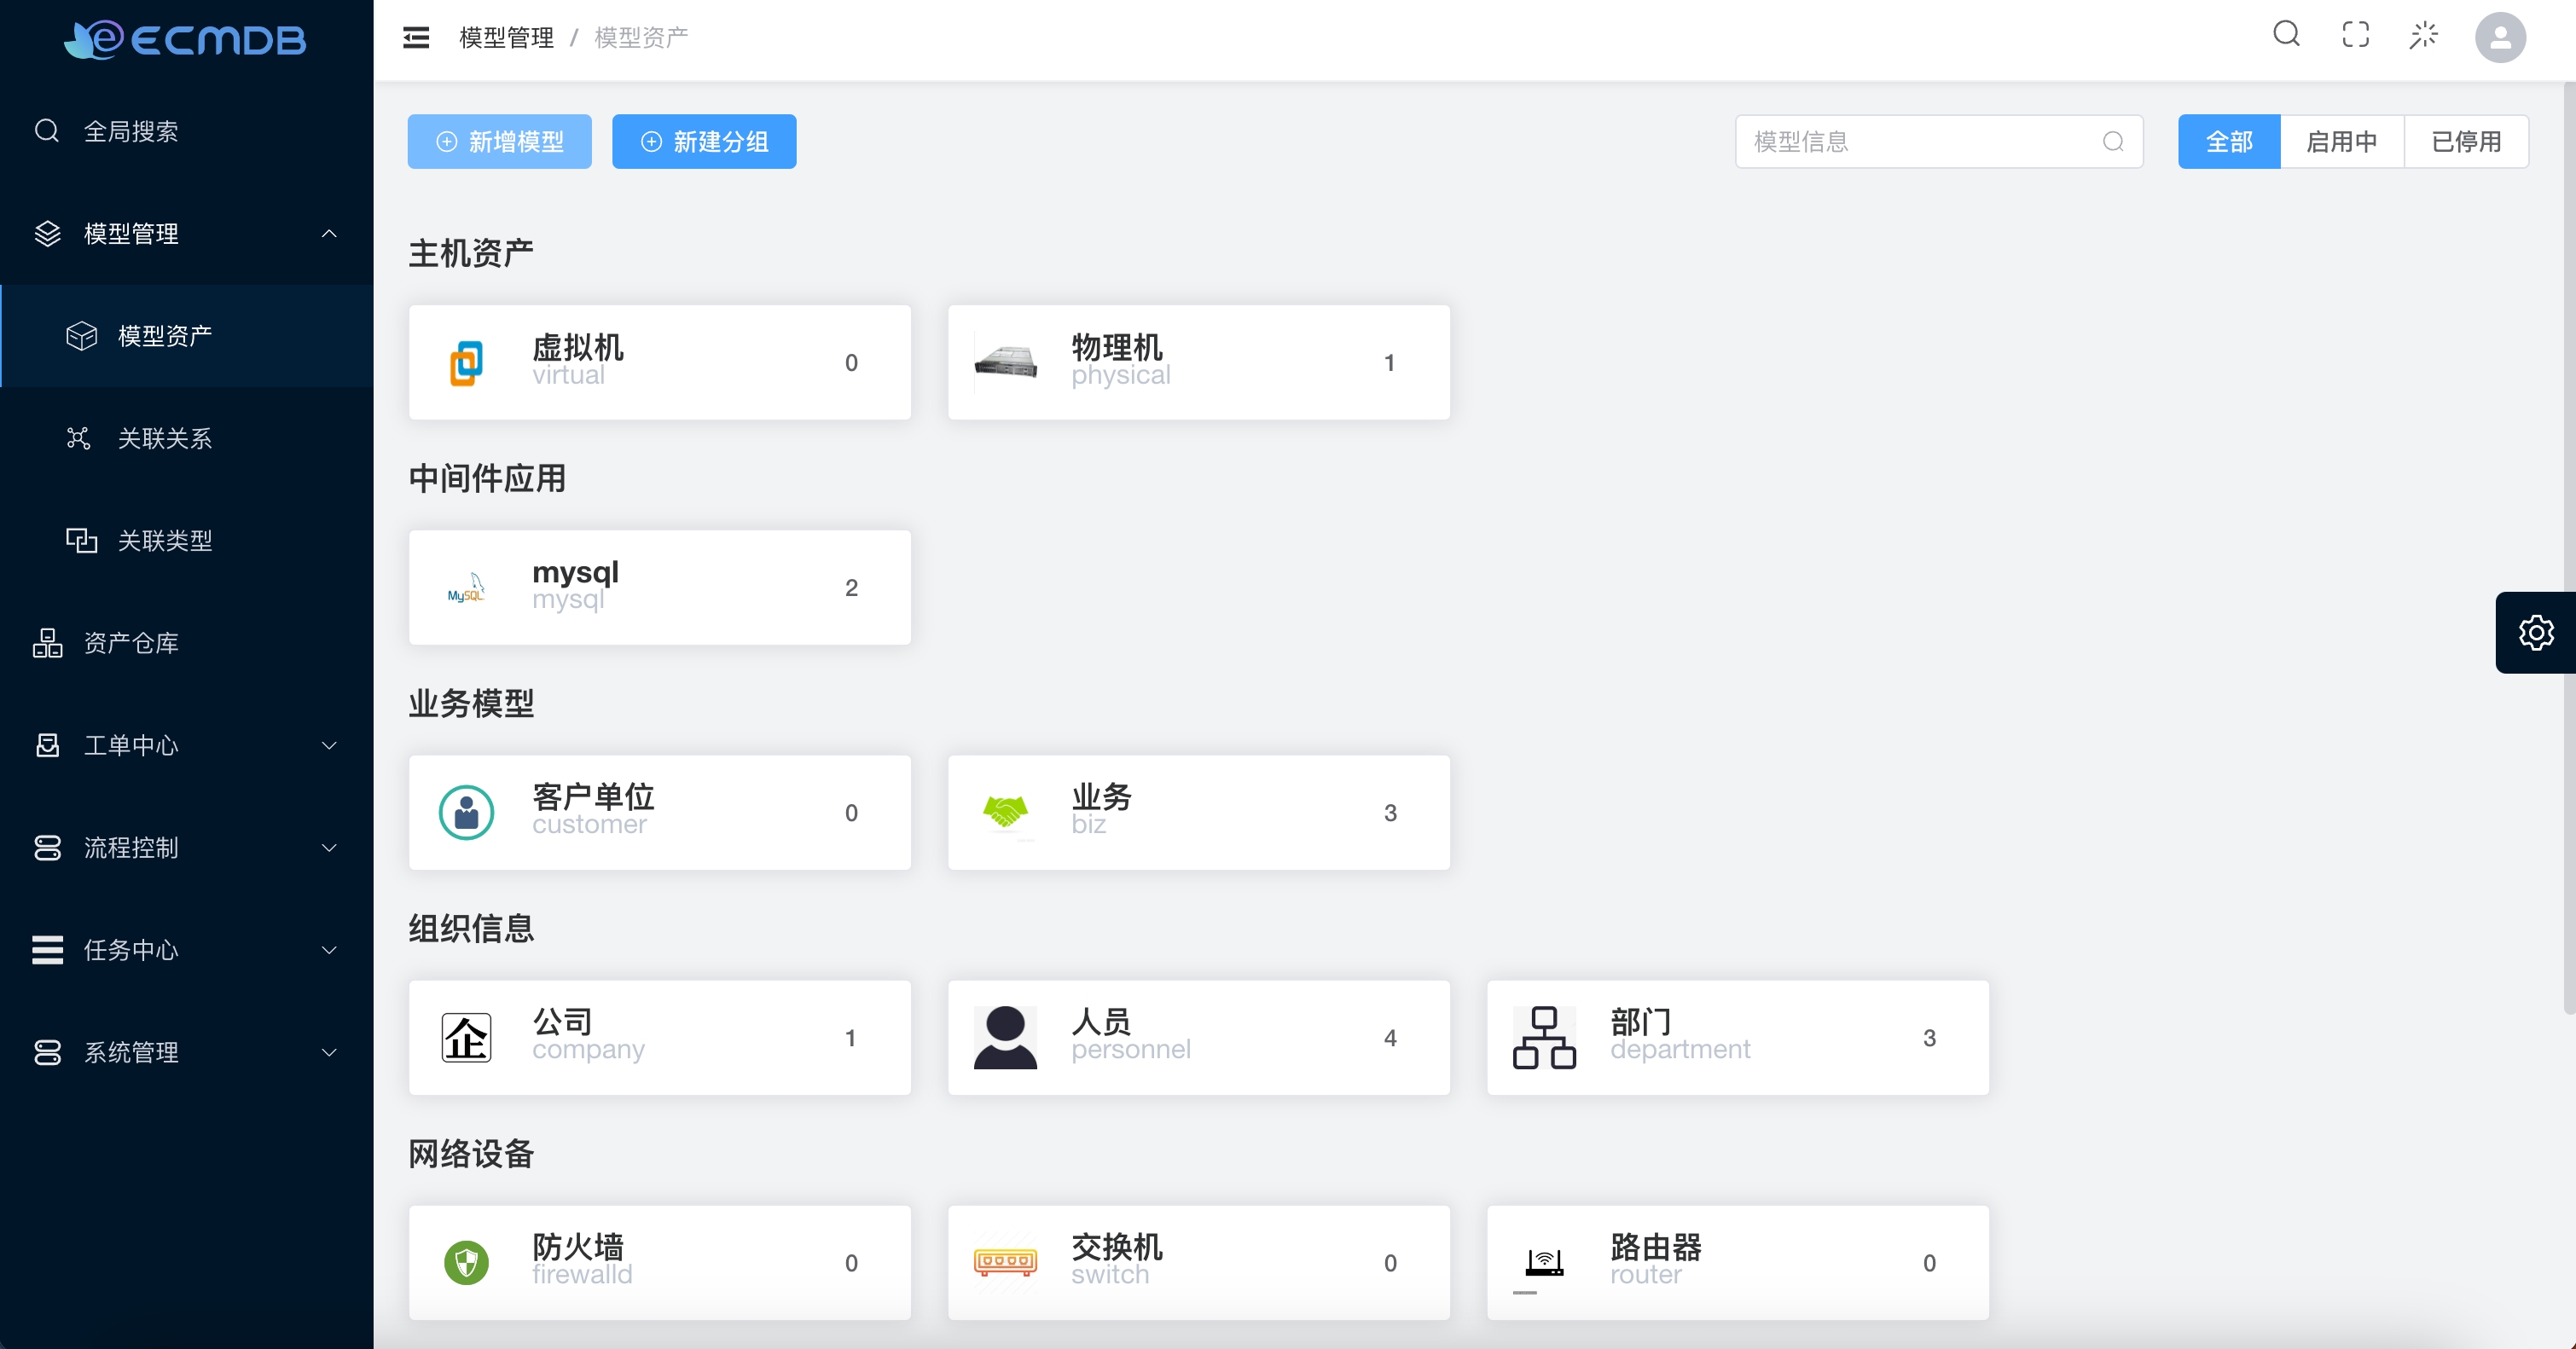 ECMDB
全局搜索
模型管理
模型资产
关联关系
关联类型
资产仓库
工单中心
流程控制
任务中心
系统管理
模型管理 / 模型资产
新增模型 新建分组 模型信息 全部 启用中 已停用
主机资产
虚拟机
virtual
0
物理机
physical
1
中间件应用
MySQL
mysql
mysql
2
业务模型
客户单位
customer
0
业务
biz
3
组织信息
企
公司
company
1
人员
personnel
4
部门
department
3
网络设备
防火墙
firewalld
0
交换机
switch
0
路由器
router
0